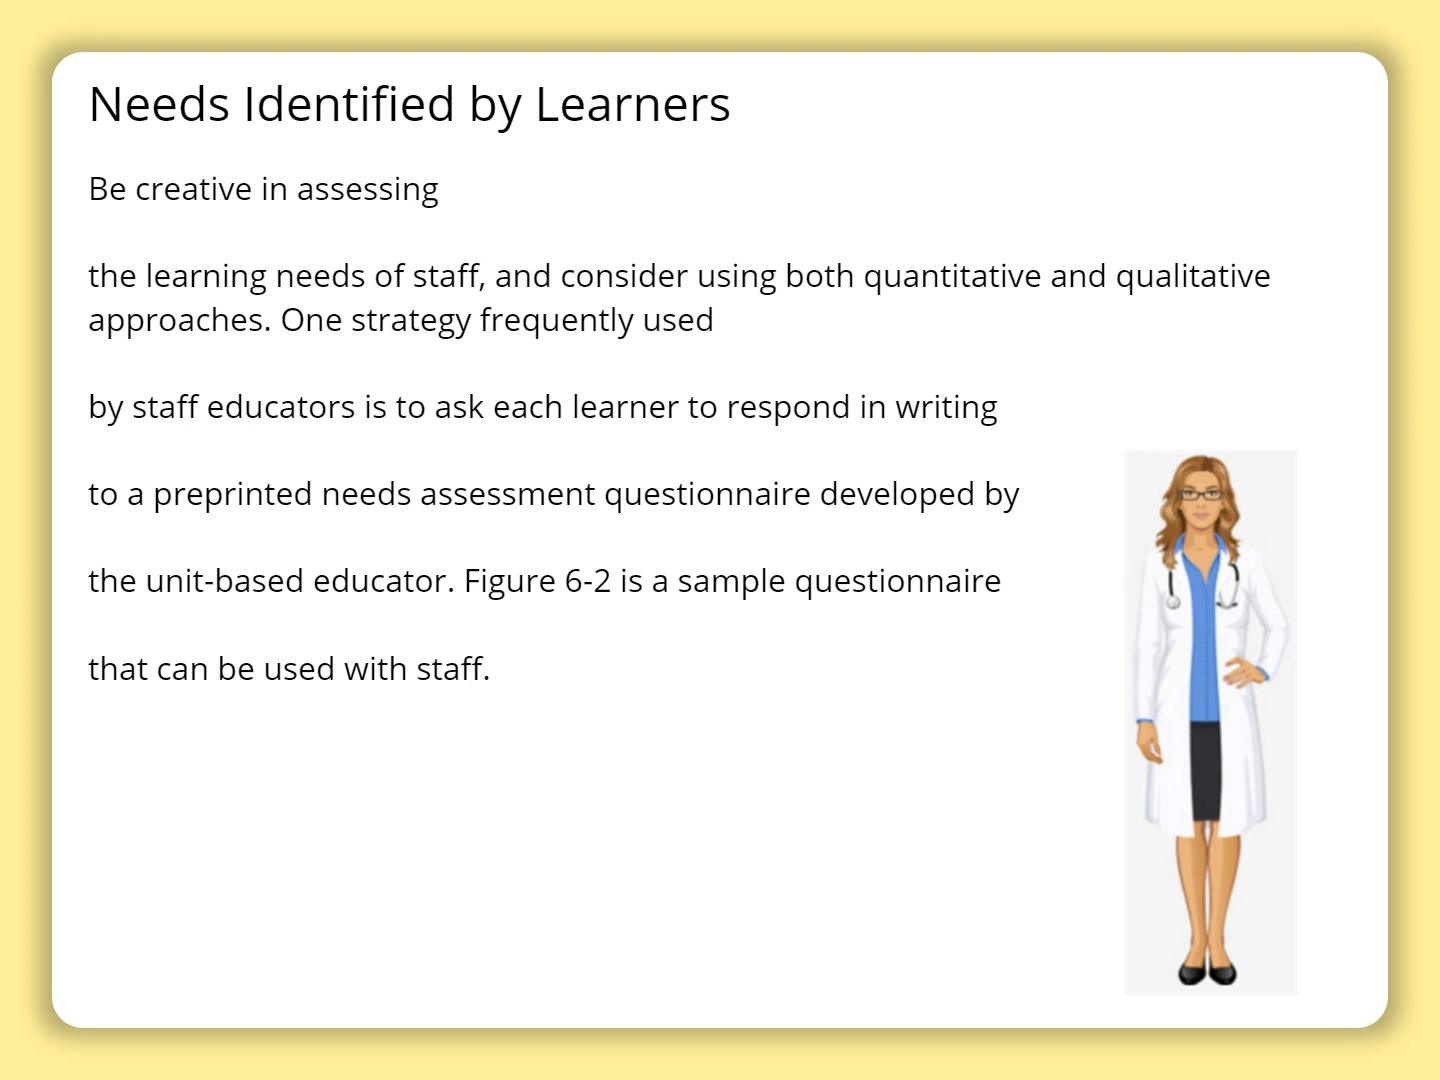 Needs Identified by Learners
Be creative in assessing
the learning needs of staff, and consider using both quantitative and qualitative
approaches. One strategy frequently used
by staff educators is to ask each learner to respond in writing
to a preprinted needs assessment questionnaire developed by
the unit-based educator. Figure 6-2 is a sample questionnaire
that can be used with staff.